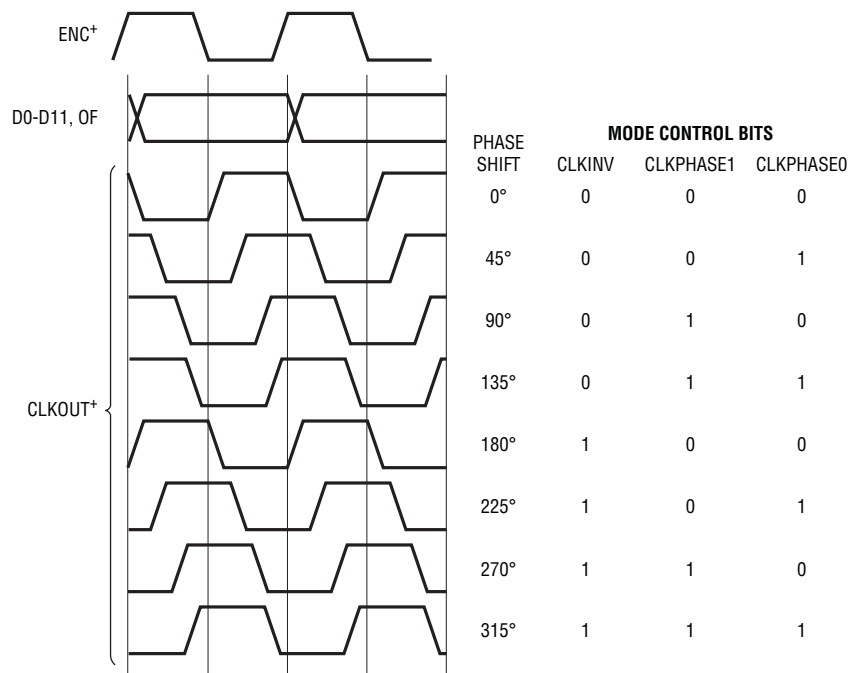 ENC+
D0-D11, OF
CLKOUT+
MODE CONTROL BITS
PHASE SHIFT CLKINV CLKPHASE1 CLKPHASE0
0° 0 0 0
45° 0 0 1
90° 0 1 0
135° 0 1 1
180° 1 0 0
225° 1 0 1
270° 1 1 0
315° 1 1 1